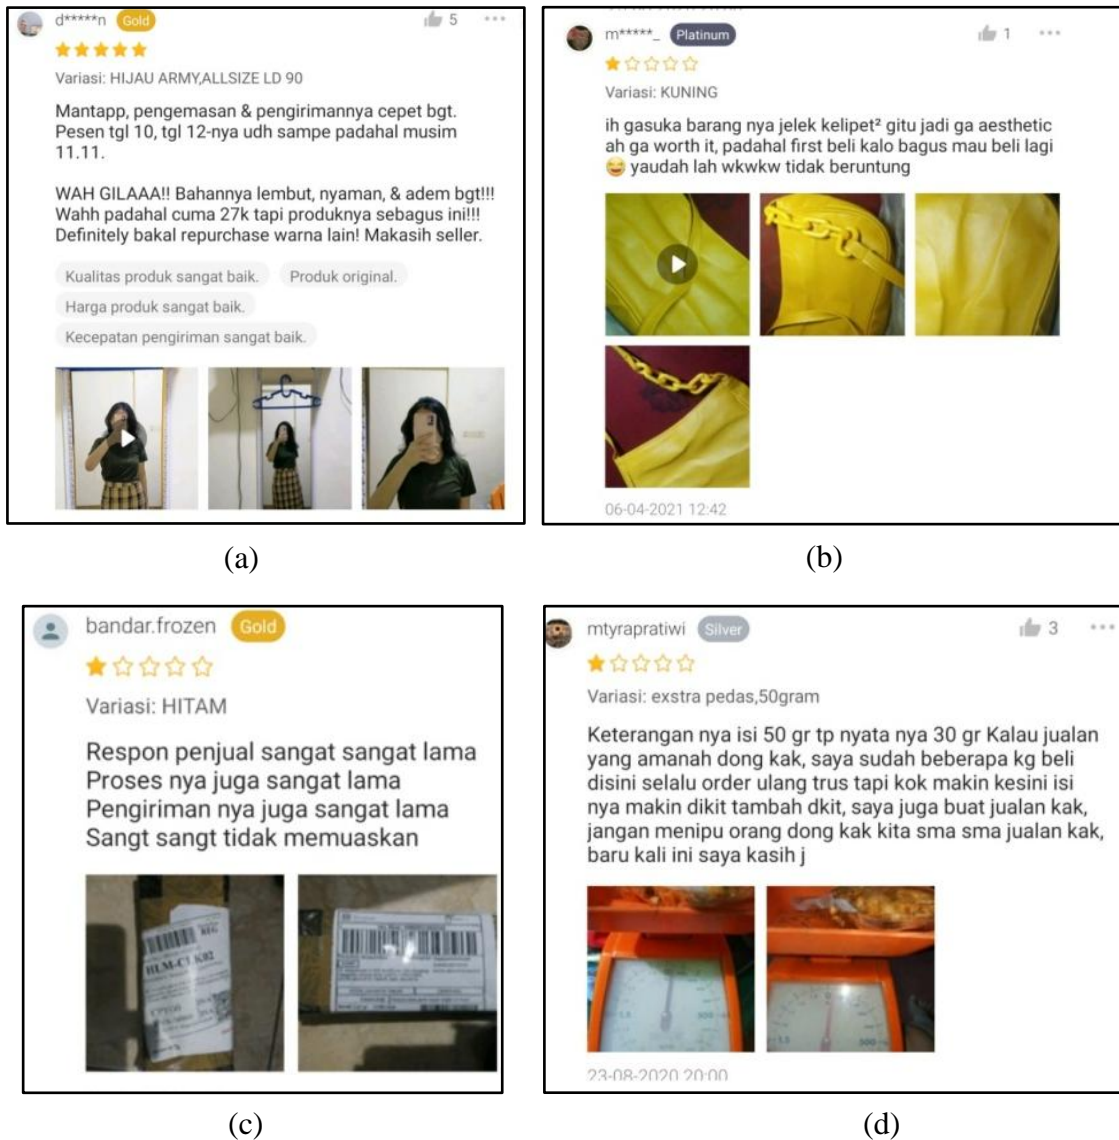 d*****n Gold 5
Variasi: HIJAU ARMY,ALLSIZE LD 90
Mantapp, pengemasan & pengirimannya cepet bgt.
Pesen tgl 10, tgl 12-nya udh sampe padahal musim
11.11.
WAH GILAAA!! Bahannya lembut, nyaman, & adem bgt!!!
Wahh padahal cuma 27k tapi produknya sebagus ini!!!
Definitely bakal repurchase warna lain! Makasih seller.
Kualitas produk sangat baik. Produk original.
Harga produk sangat baik.
Kecepatan pengiriman sangat baik.
(a)
m*****_ Platinum 1
Variasi: KUNING
ih gasuka barang nya jelek kelipet² gitu jadi ga aesthetic
ah ga worth it, padahal first beli kalo bagus mau beli lagi
😅 yaudah lah wkwkw tidak beruntung
06-04-2021 12:42
(b)
bandar.frozen Gold
Variasi: HITAM
Respon penjual sangat sangat lama
Proses nya juga sangat lama
Pengiriman nya juga sangat lama
Sangt sangt tidak memuaskan
REG
(c)
mtyrapratiwi Silver 3
Variasi: exstra pedas,50gram
Keterangan nya isi 50 gr tp nyata nya 30 gr Kalau jualan
yang amanah dong kak, saya sudah beberapa kg beli
disini selalu order ulang trus tapi kok makin kesini isi
nya makin dikit tambah dkit, saya juga buat jualan kak,
jangan menipu orang dong kak kita sma sma jualan kak,
baru kali ini saya kasih j
23-08-2020 20:00
(d)